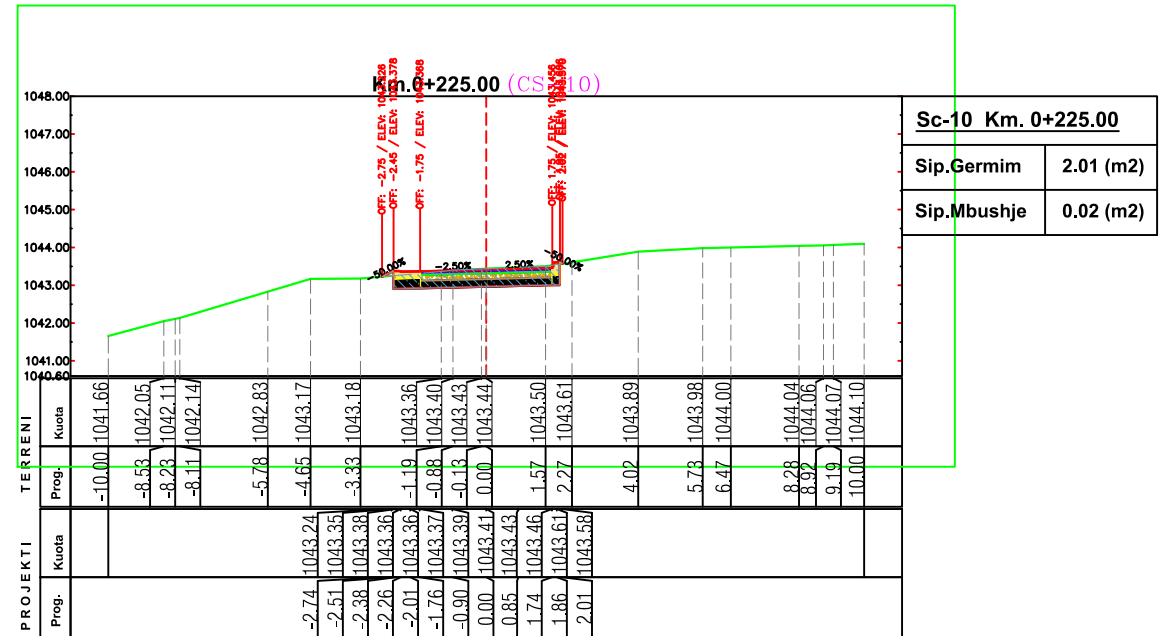 Km.0+225.00 (CS-10)
OFF: -2.45 / ELEV: 1043.378
OFF: -1.75 / ELEV: 1043.368
OFF: 1.75 / ELEV: 1043.456
1048.00
1047.00
1046.00
1045.00
1044.00
1043.00
1042.00
1041.00
1040.60
-50.00% -2.50% 2.50% -50.00%
Sc-10 Km. 0+225.00
Sip.Germim 2.01 (m2)
Sip.Mbushje 0.02 (m2)
TERRENI
Kuota 1041.66 1042.05 1042.11 1042.14 1042.83 1043.17 1043.18 1043.36 1043.40 1043.43 1043.44 1043.50 1043.61 1043.89 1043.98 1044.00 1044.04 1044.06 1044.07 1044.10
Prog. -10.00 -8.53 -8.23 -8.11 -5.78 -4.65 -3.33 -1.19 -0.88 -0.13 0.00 1.57 2.27 4.02 5.73 6.47 8.28 8.92 9.19 10.00
PROJEKTI
Kuota 1043.24 1043.35 1043.38 1043.36 1043.36 1043.37 1043.39 1043.41 1043.43 1043.46 1043.61 1043.58
Prog. -2.74 -2.51 -2.38 -2.26 -2.01 -1.76 -0.90 0.00 0.85 1.74 1.86 2.01